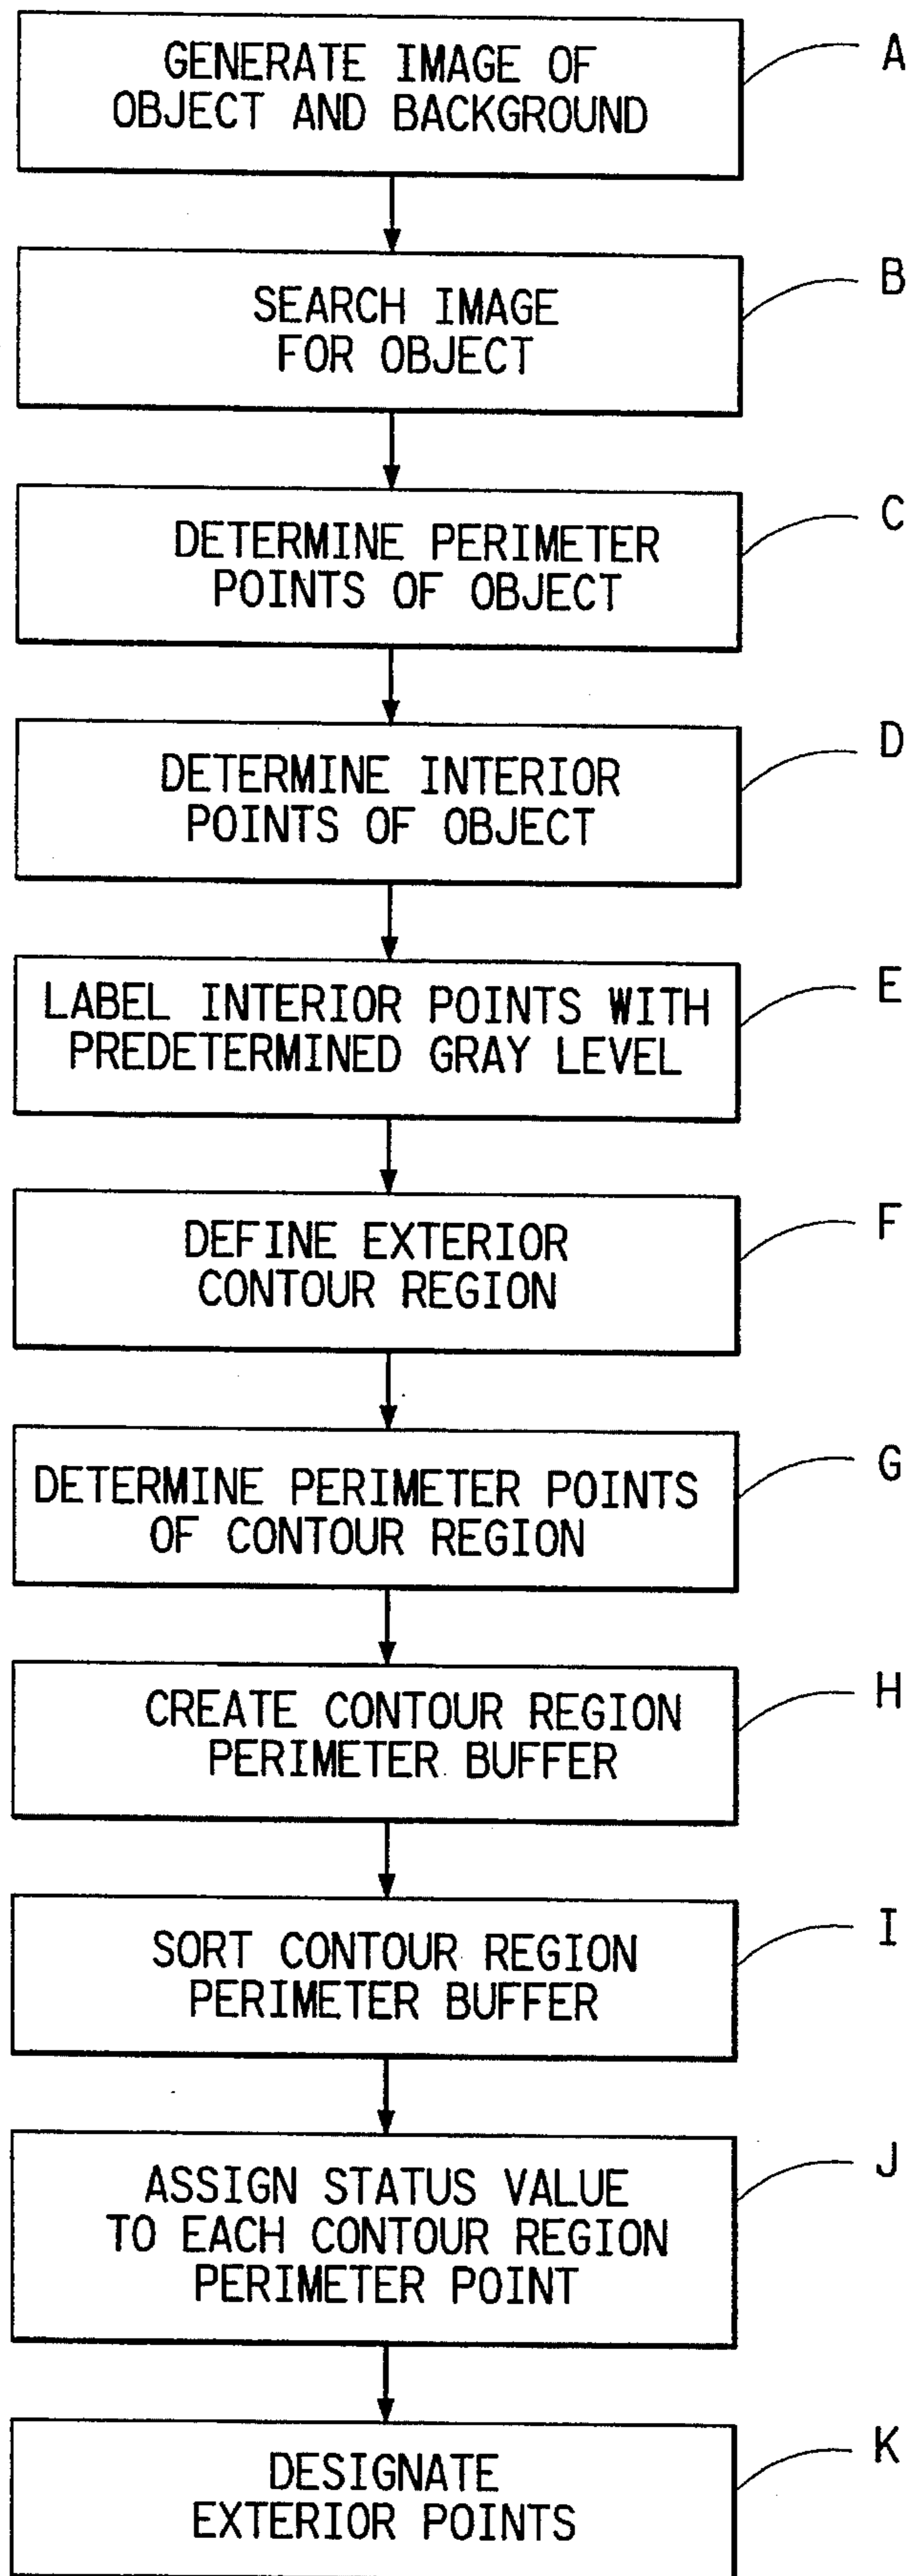 GENERATE IMAGE OF
OBJECT AND BACKGROUND
A
SEARCH IMAGE
FOR OBJECT
B
DETERMINE PERIMETER
POINTS OF OBJECT
C
DETERMINE INTERIOR
POINTS OF OBJECT
D
LABEL INTERIOR POINTS WITH
PREDETERMINED GRAY LEVEL
E
DEFINE EXTERIOR
CONTOUR REGION
F
DETERMINE PERIMETER POINTS
OF CONTOUR REGION
G
CREATE CONTOUR REGION
PERIMETER BUFFER
H
SORT CONTOUR REGION
PERIMETER BUFFER
I
ASSIGN STATUS VALUE
TO EACH CONTOUR REGION
PERIMETER POINT
J
DESIGNATE
EXTERIOR POINTS
K